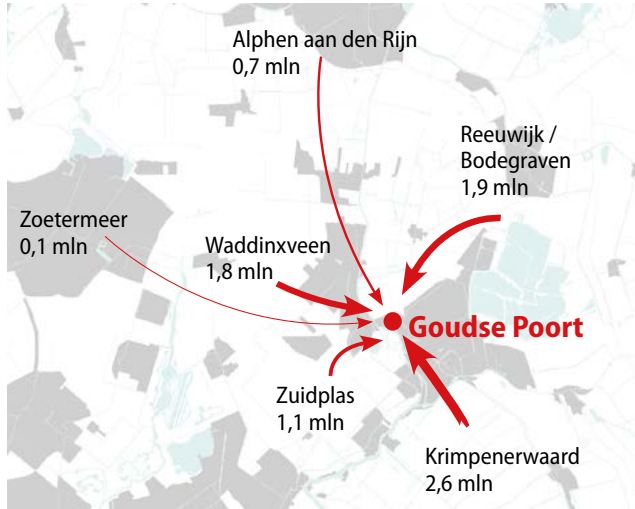 Alphen aan den Rijn
0,7 mln
Reeuwijk /
Bodegraven
1,9 mln
Zoetermeer
0,1 mln
Waddinxveen
1,8 mln
Goudse Poort
Zuidplas
1,1 mln
Krimpenerwaard
2,6 mln